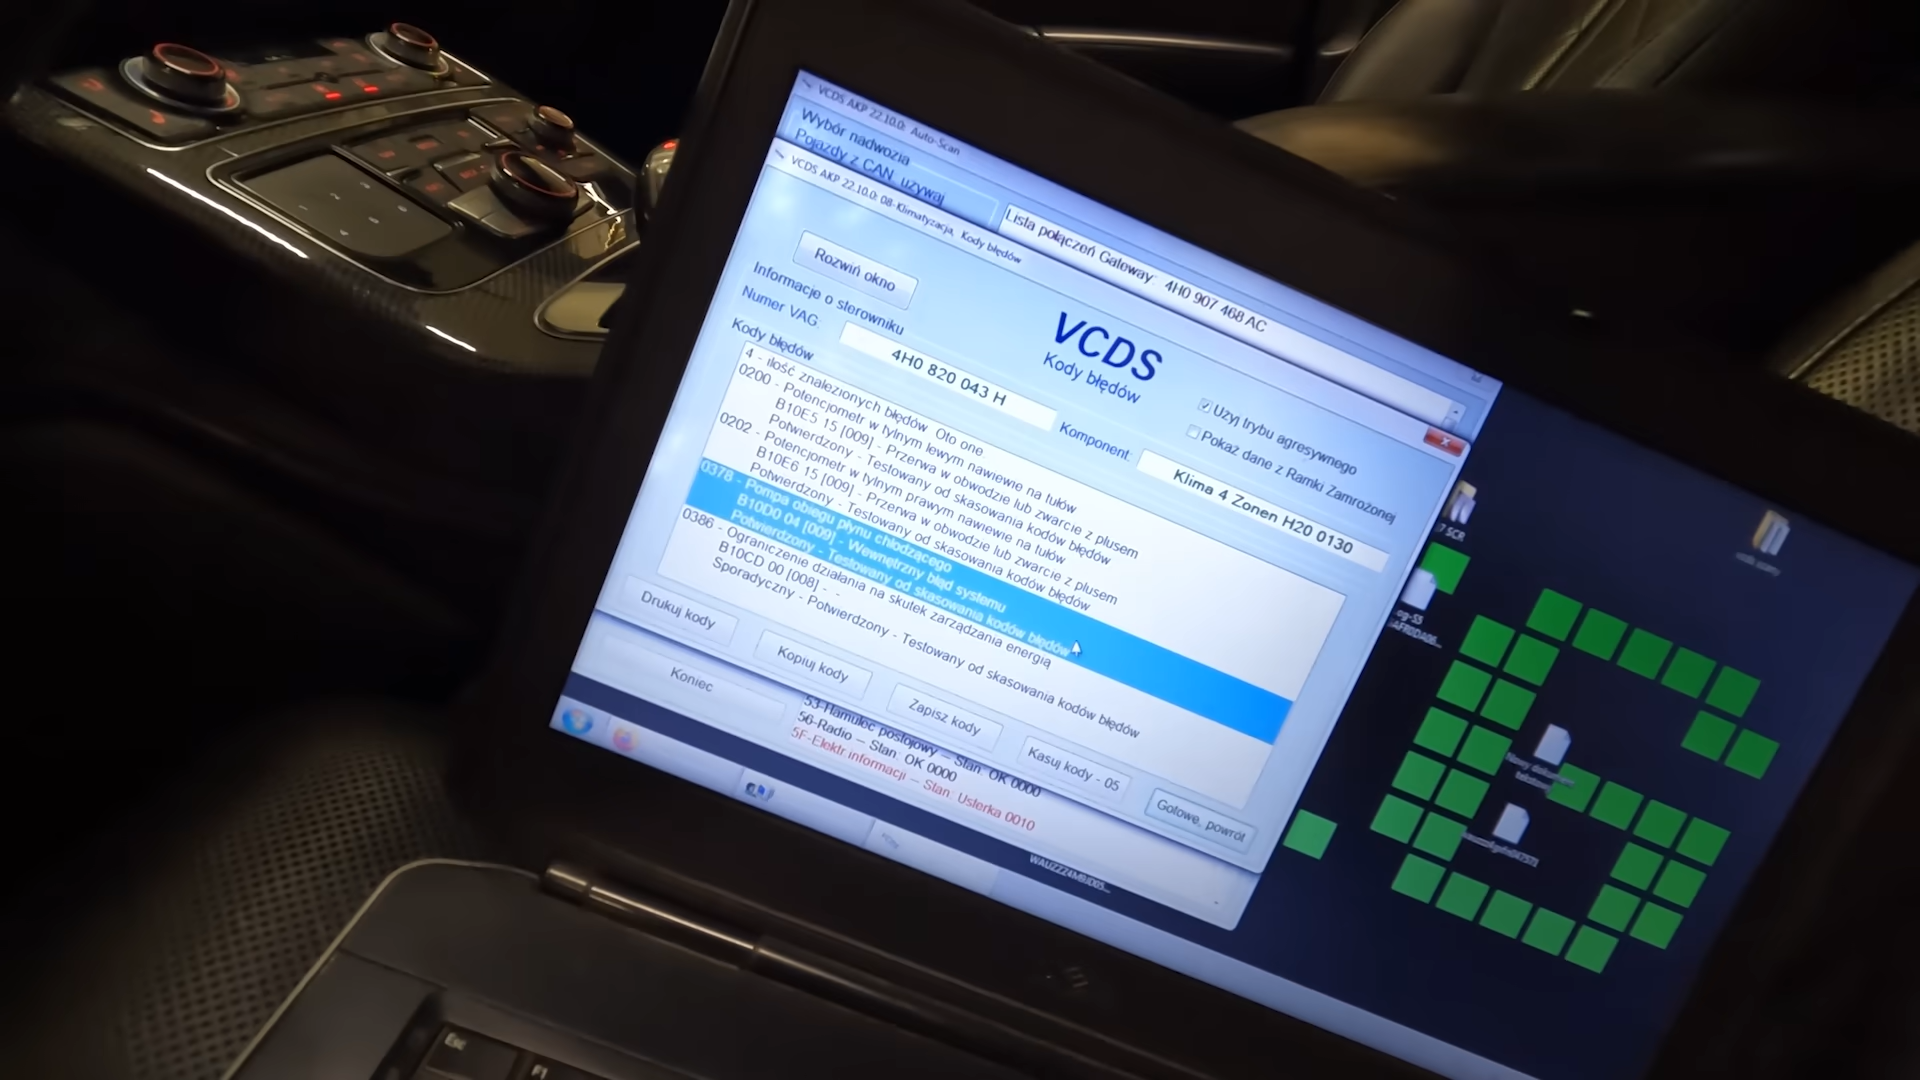 VCDS AKP 22.10.0: Auto-Scan
Wybór nadwozia
Pojazdy z CAN używaj
Lista połączeń Gateway: 4H0 907 468 AC
VCDS AKP 22.10.0: 08-Klimatyzacja, Kody błędów
Rozwiń okno
VCDS
Kody błędów
Informacje o sterowniku
Numer VAG:
4H0 820 043 H
Komponent:
Klima 4 Zonen H20 0130
Użyj trybu agresywnego
Pokaż dane z Ramki Zamrożonej
Kody błędów
4 - Ilość znalezionych błędów Oto one
0200 - Potencjometr w tylnym lewym nawiewie na tułów
B10E5 15 [009] - Przerwa w obwodzie lub zwarcie z plusem
Potwierdzony - Testowany od skasowania kodów błędów
0202 - Potencjometr w tylnym prawym nawiewie na tułów
B10E6 15 [009] - Przerwa w obwodzie lub zwarcie z plusem
Potwierdzony - Testowany od skasowania kodów błędów
0378 - Pompa obiegu płynu chłodzącego
B10D0 04 [009] - Wewnętrzny błąd systemu
Potwierdzony - Testowany od skasowania kodów błędów
0386 - Ograniczenie działania na skutek zarządzania energią
B10CD 00 [008] - -
Sporadyczny - Potwierdzony - Testowany od skasowania kodów błędów
Drukuj kody
Kopiuj kody
Zapisz kody
Kasuj kody - 05
Gotowe, powrót
Koniec
53-Hamulec postojowy -- Stan: OK 0000
56-Radio -- Stan: OK 0000
5F-Elektr.informacji -- Stan: Usterka 0010
Esc
F1